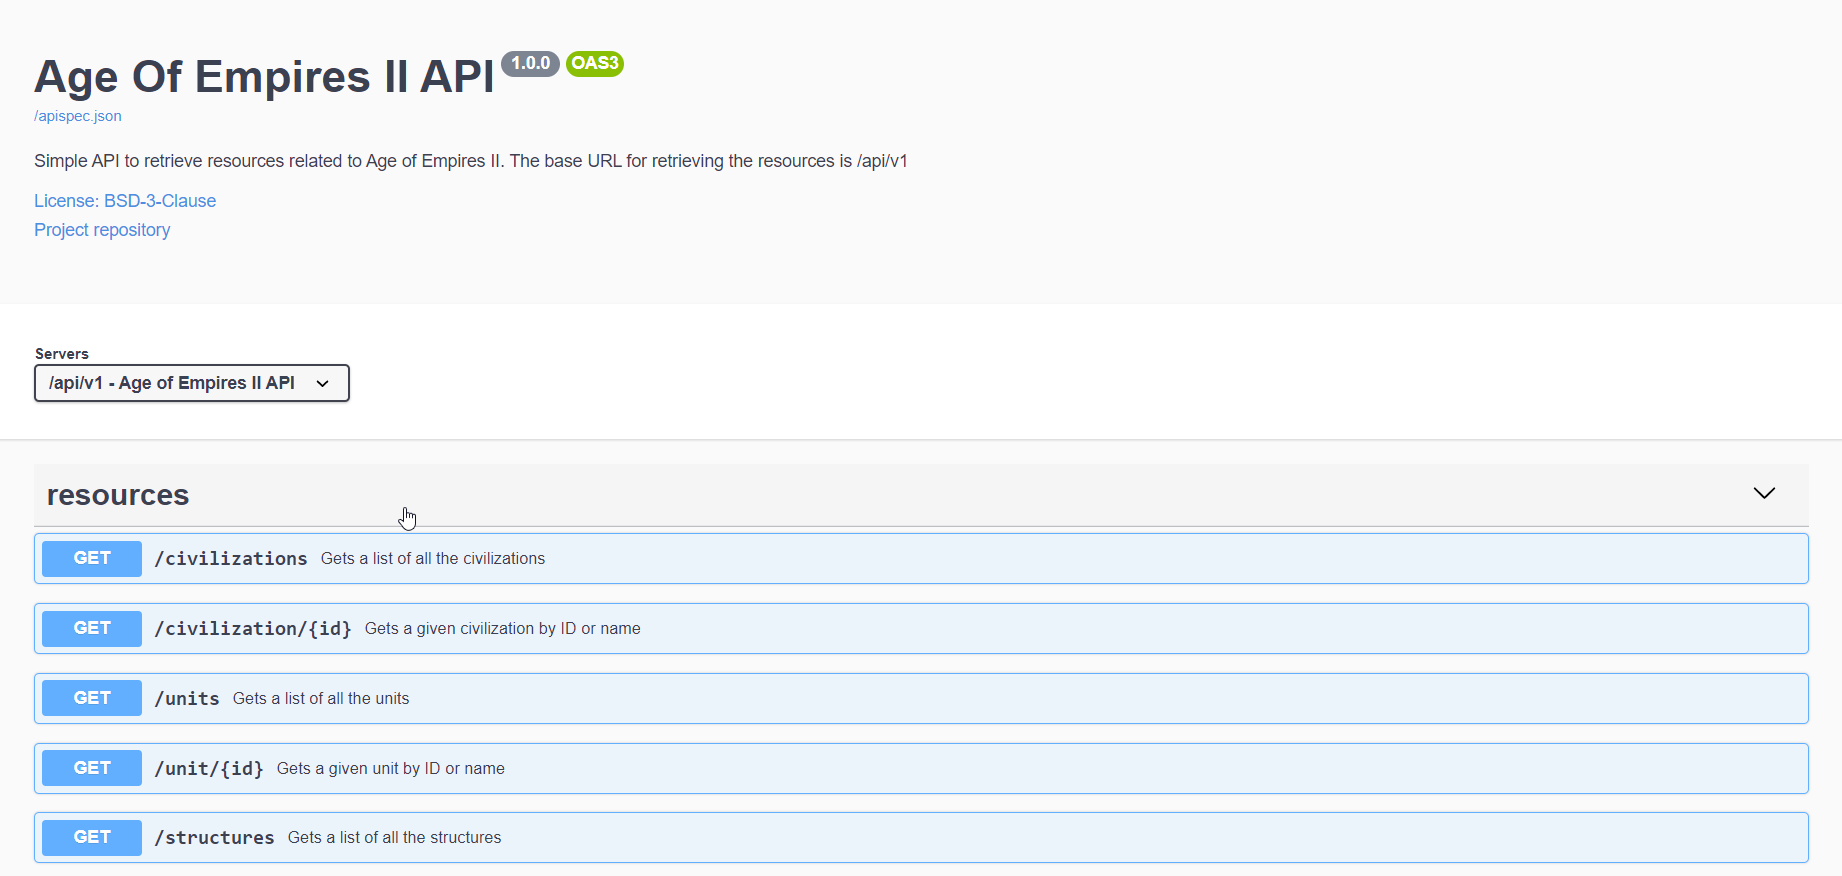 Age Of Empires II API 1.0.0 OAS3
/apispec.json
Simple API to retrieve resources related to Age of Empires II. The base URL for retrieving the resources is /api/v1
License: BSD-3-Clause
Project repository
Servers
/api/v1 - Age of Empires II API
resources
GET /civilizations Gets a list of all the civilizations
GET /civilization/{id} Gets a given civilization by ID or name
GET /units Gets a list of all the units
GET /unit/{id} Gets a given unit by ID or name
GET /structures Gets a list of all the structures